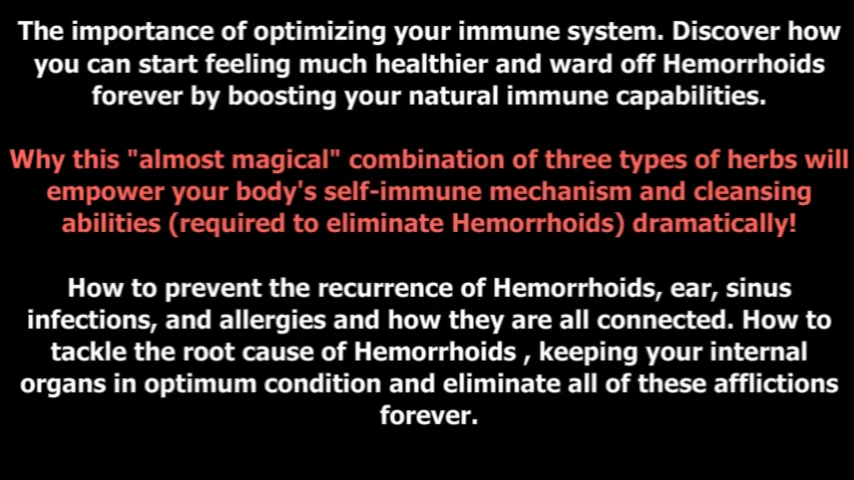 The importance of optimizing your immune system. Discover how
you can start feeling much healthier and ward off Hemorrhoids
forever by boosting your natural immune capabilities.
Why this "almost magical" combination of three types of herbs will
empower your body's self-immune mechanism and cleansing
abilities (required to eliminate Hemorrhoids) dramatically!
How to prevent the recurrence of Hemorrhoids, ear, sinus
infections, and allergies and how they are all connected. How to
tackle the root cause of Hemorrhoids , keeping your internal
organs in optimum condition and eliminate all of these afflictions
forever.